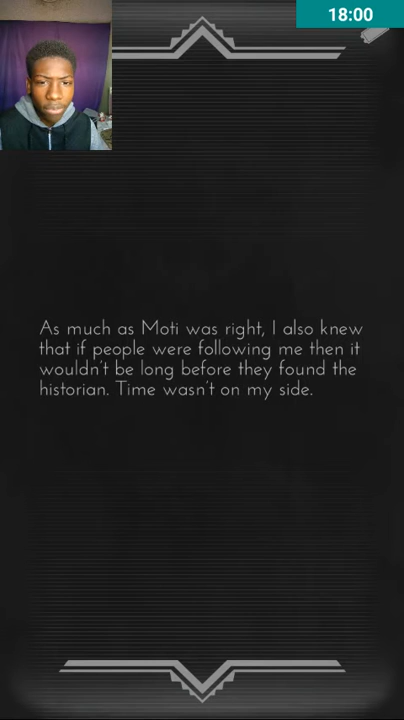 18:00
As much as Moti was right, I also knew
that if people were following me then it
wouldn't be long before they found the
historian. Time wasn't on my side.